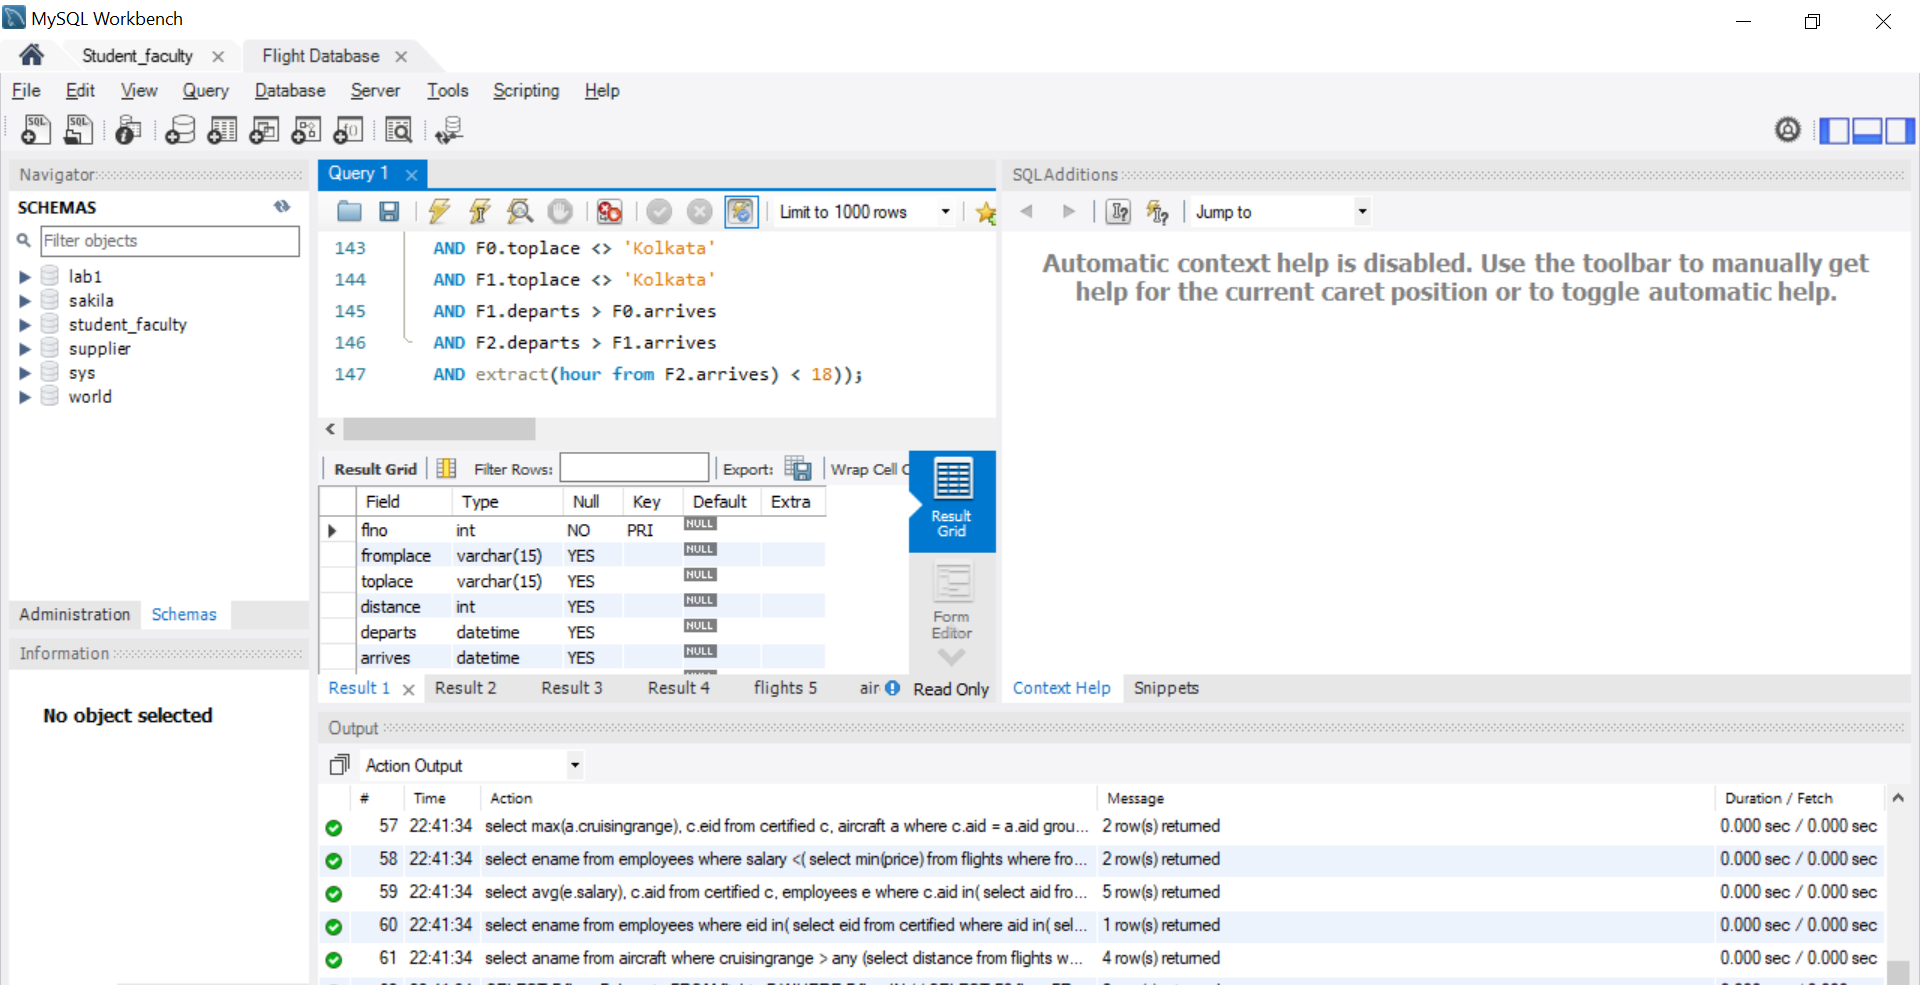 MySQL Workbench
Student_faculty
Flight Database
File Edit View Query Database Server Tools Scripting Help
Navigator
SCHEMAS
Filter objects
lab1
sakila
student_faculty
supplier
sys
world
Administration Schemas
Information
No object selected
Query 1
Limit to 1000 rows
143 AND F0.toplace <> 'Kolkata'
144 AND F1.toplace <> 'Kolkata'
145 AND F1.departs > F0.arrives
146 AND F2.departs > F1.arrives
147 AND extract(hour from F2.arrives) < 18));
Result Grid Filter Rows: Export: Wrap Cell C
Field Type Null Key Default Extra
flno int NO PRI NULL
fromplace varchar(15) YES NULL
toplace varchar(15) YES NULL
distance int YES NULL
departs datetime YES NULL
arrives datetime YES NULL
Result
Grid
Form
Editor
Result 1 Result 2 Result 3 Result 4 flights 5 air Read Only
SQLAdditions
Jump to
Automatic context help is disabled. Use the toolbar to manually get
help for the current caret position or to toggle automatic help.
Context Help Snippets
Output
Action Output
# Time Action Message Duration / Fetch
57 22:41:34 select max(a.cruisingrange), c.eid from certified c, aircraft a where c.aid = a.aid grou... 2 row(s) returned 0.000 sec / 0.000 sec
58 22:41:34 select ename from employees where salary <( select min(price) from flights where fro... 2 row(s) returned 0.000 sec / 0.000 sec
59 22:41:34 select avg(e.salary), c.aid from certified c, employees e where c.aid in( select aid fro... 5 row(s) returned 0.000 sec / 0.000 sec
60 22:41:34 select ename from employees where eid in( select eid from certified where aid in( sel... 1 row(s) returned 0.000 sec / 0.000 sec
61 22:41:34 select aname from aircraft where cruisingrange > any (select distance from flights w... 4 row(s) returned 0.000 sec / 0.000 sec